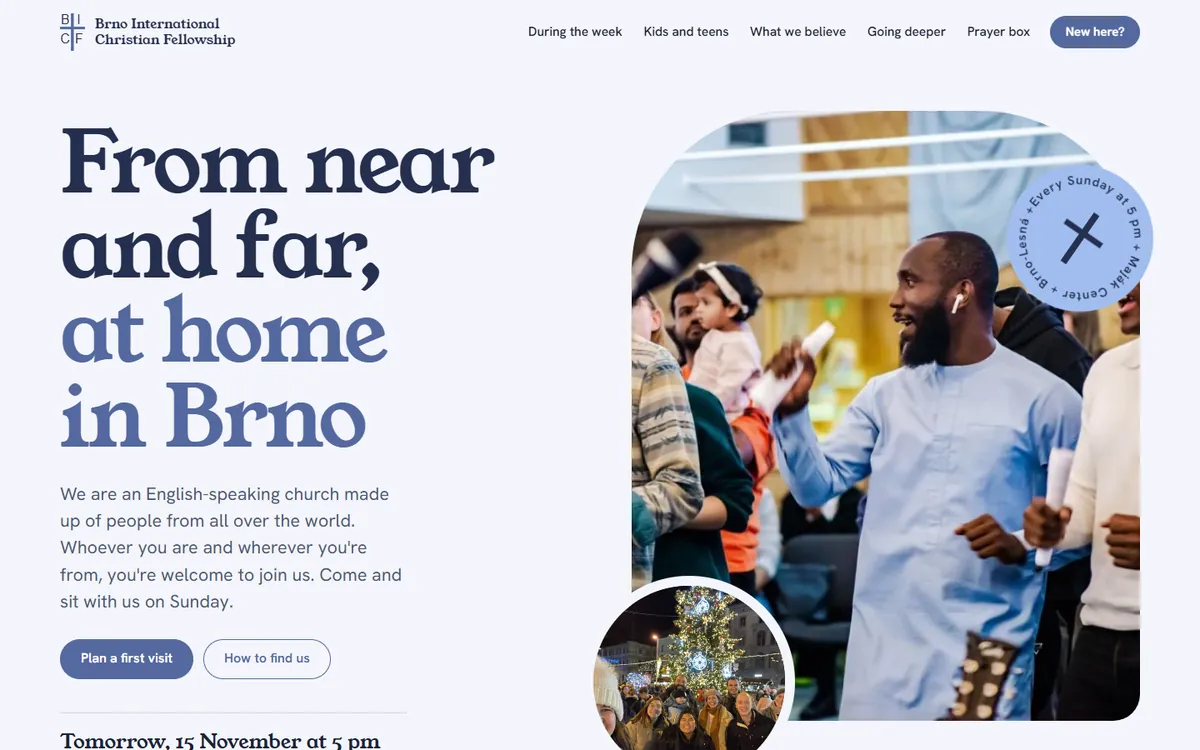 B I
C F
Brno International
Christian Fellowship
During the week
Kids and teens
What we believe
Going deeper
Prayer box
New here?
From near
and far,
at home
in Brno
Every Sunday at 5 pm + Maják Center + Brno-Lesná +
We are an English-speaking church made
up of people from all over the world.
Whoever you are and wherever you're
from, you're welcome to join us. Come and
sit with us on Sunday.
Plan a first visit
How to find us
Tomorrow, 15 November at 5 pm